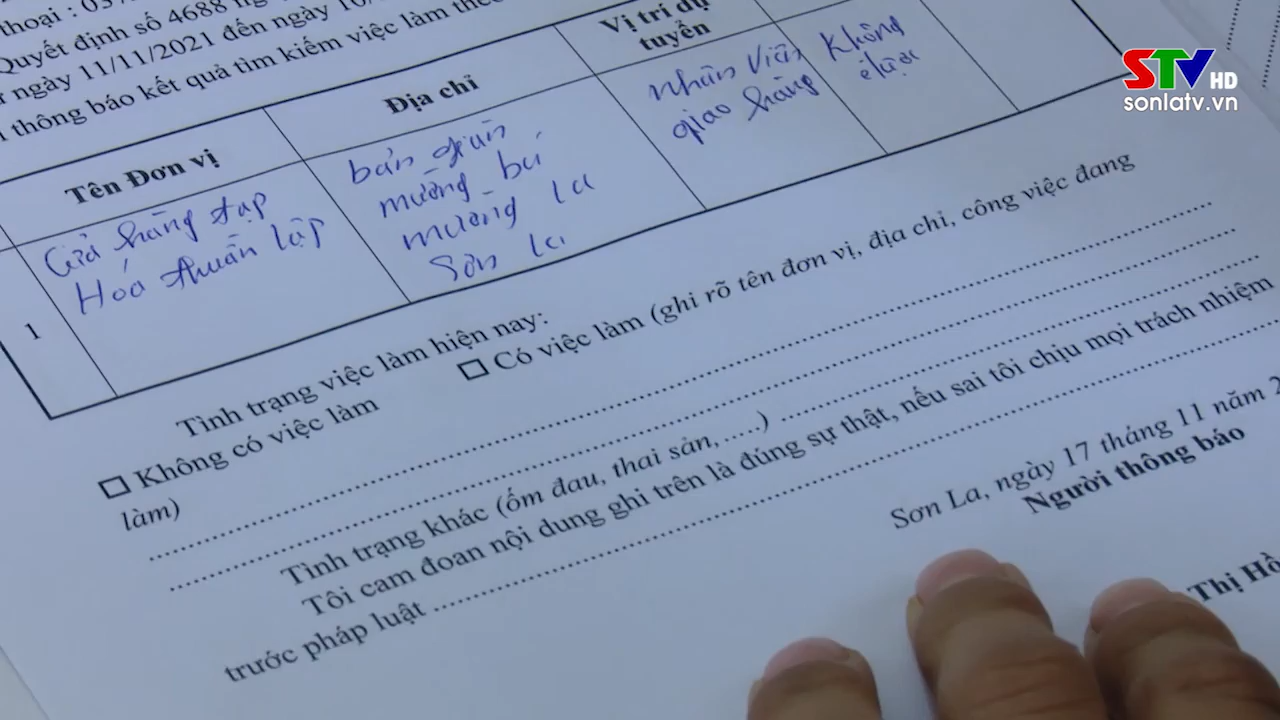 thoại : 03
Quyết định số 4688 ng
ngày 11/11/2021 đến ngày 10/
thông báo kết quả tìm kiếm việc làm the
STV HD
sonlatv.vn
Tên Đơn vị
Địa chỉ
Vị trí dự
tuyển
1
Cửa hàng tạp
Hóa thuần lập
bản giàn
mường bú
mường la
Sơn la
nhân viên
giao hàng
Không
được
Tình trạng việc làm hiện nay:
☐ Không có việc làm ☐ Có việc làm (ghi rõ tên đơn vị, địa chỉ, công việc đang
làm)
Tình trạng khác (ốm đau, thai sản, .....)
Tôi cam đoan nội dung ghi trên là đúng sự thật, nếu sai tôi chịu mọi trách nhiệm
trước pháp luật
Sơn La, ngày 17 tháng 11 năm 2
Người thông báo
Thị Hồ